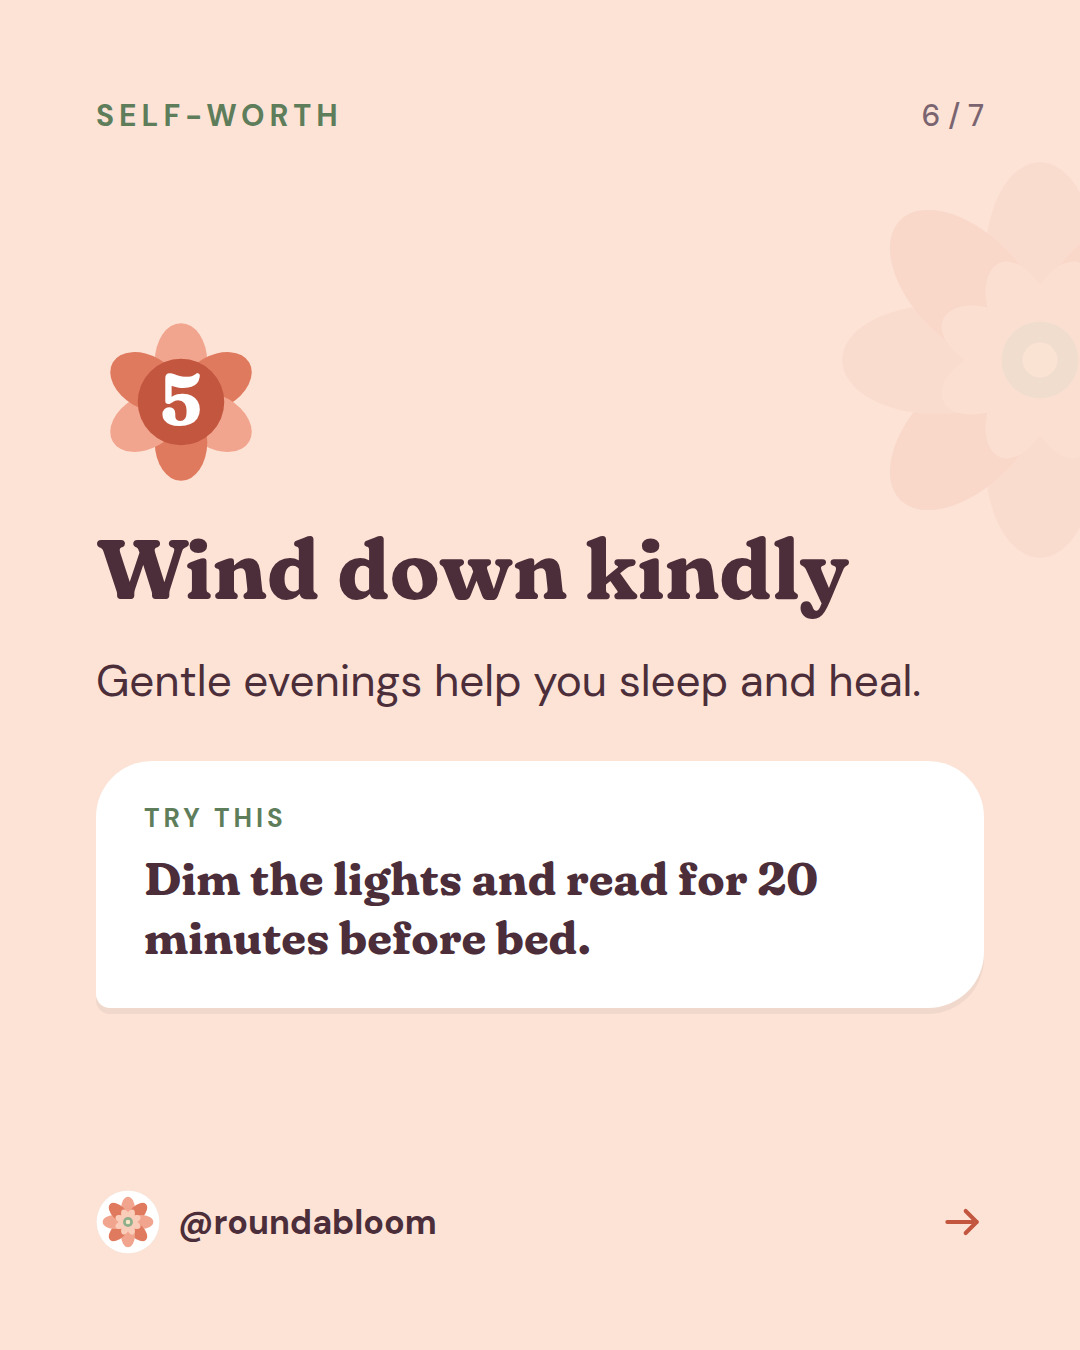 SELF-WORTH
6 / 7
5
Wind down kindly
Gentle evenings help you sleep and heal.
TRY THIS
Dim the lights and read for 20
minutes before bed.
@roundabloom